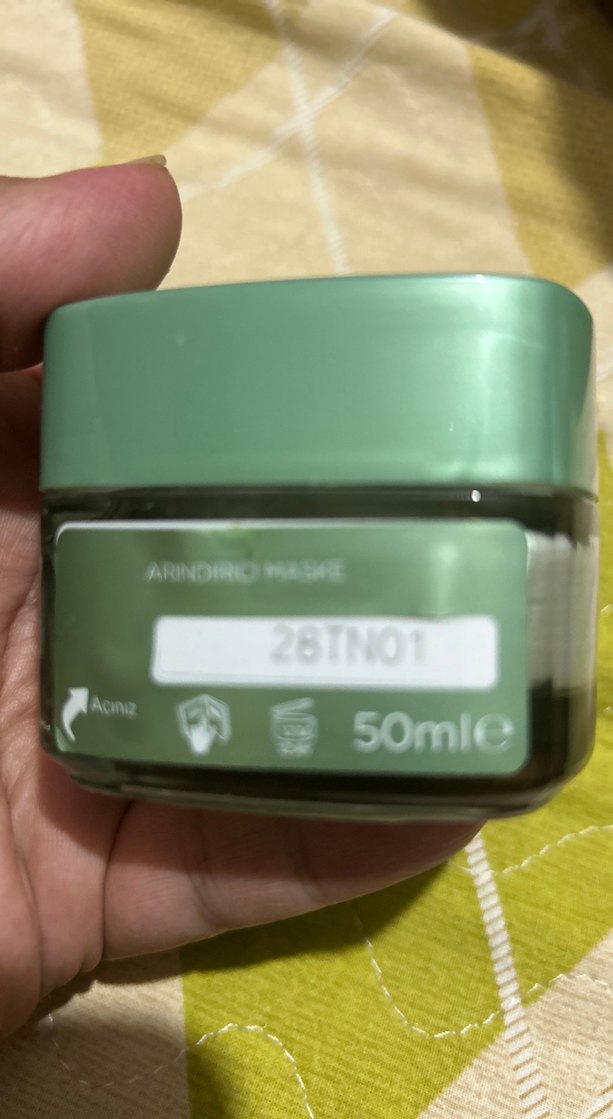 ARINDIRICI MASKE
28TN01
Açınız
50ml e